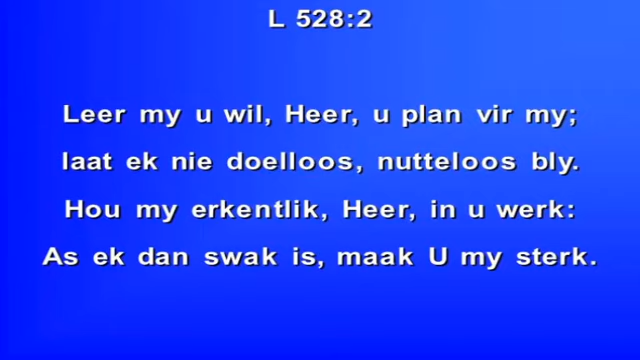 L 528:2
Leer my u wil, Heer, u plan vir my;
laat ek nie doelloos, nutteloos bly.
Hou my erkentlik, Heer, in u werk:
As ek dan swak is, maak U my sterk.